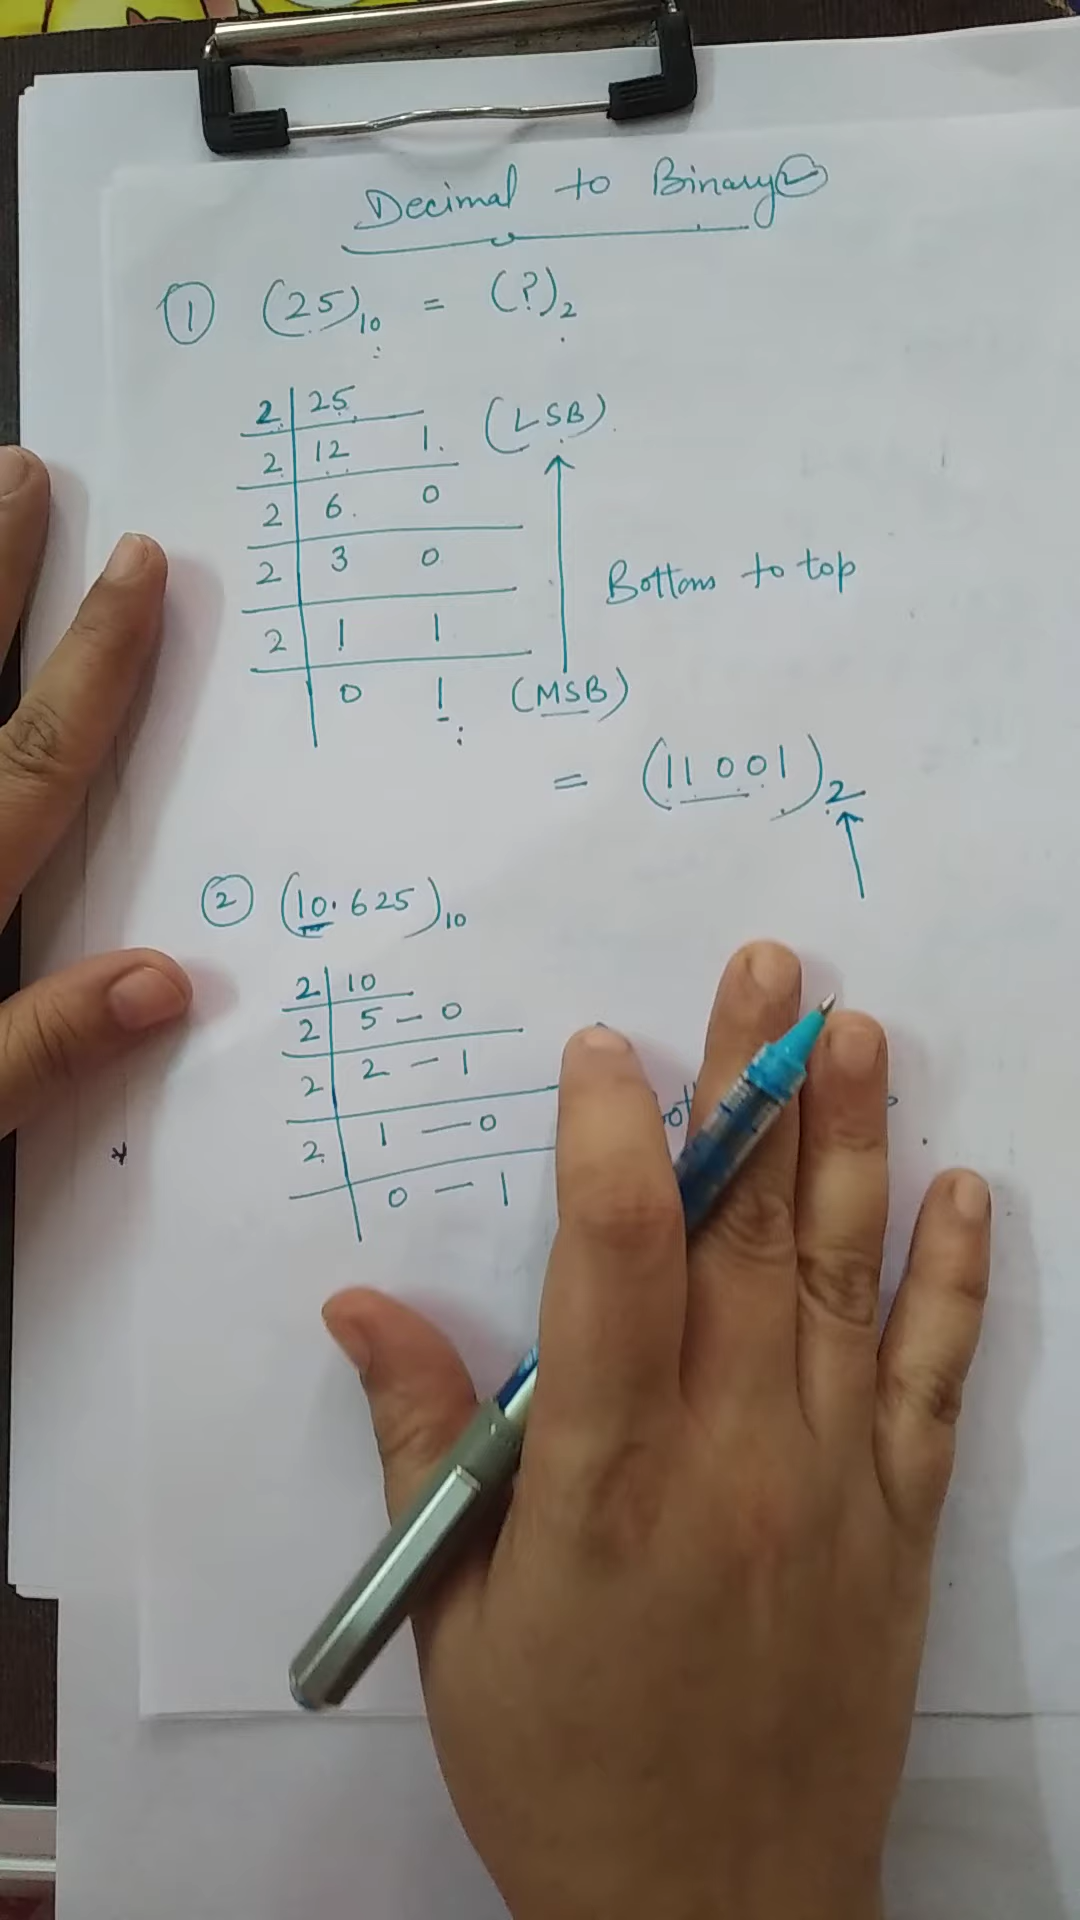 Decimal to Binary
① (25)₁₀ = (?)₂
2 | 25
2 | 12 1 (LSB)
2 | 6 0
2 | 3 0
Bottom to top
2 | 1 1
0 1 (MSB)
= (11001)₂
② (10.625)₁₀
2 | 10
2 | 5 – 0
2 | 2 – 1
2 | 1 – 0
0 – 1